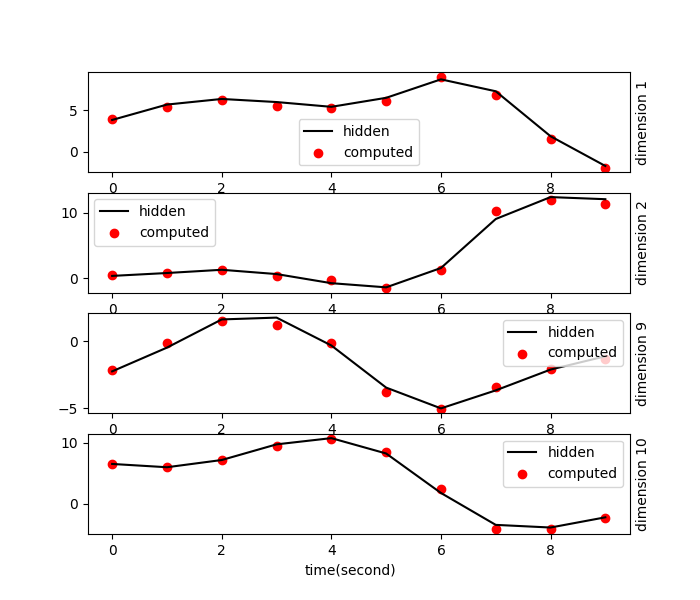 5
0
hidden
computed
dimension 1
0 2 4 6 8
10
0
hidden
computed
dimension 2
0 2 4 6 8
0
−5
hidden
computed
dimension 9
0 2 4 6 8
10
0
hidden
computed
dimension 10
0 2 4 6 8
time(second)